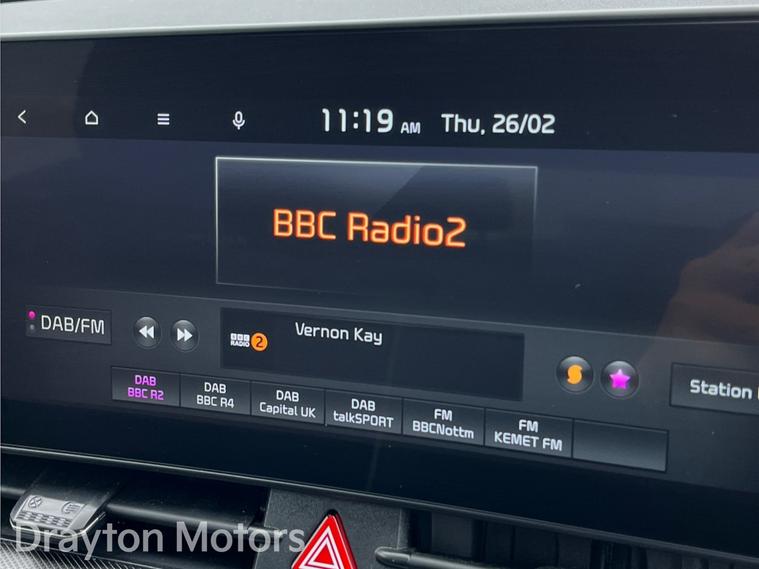 11:19 AM Thu, 26/02
BBC Radio2
DAB/FM
Vernon Kay
BBC
RADIO 2
Station
DAB
BBC R2
DAB
BBC R4
DAB
Capital UK
DAB
talkSPORT
FM
BBCNottm
FM
KEMET FM
Drayton Motors